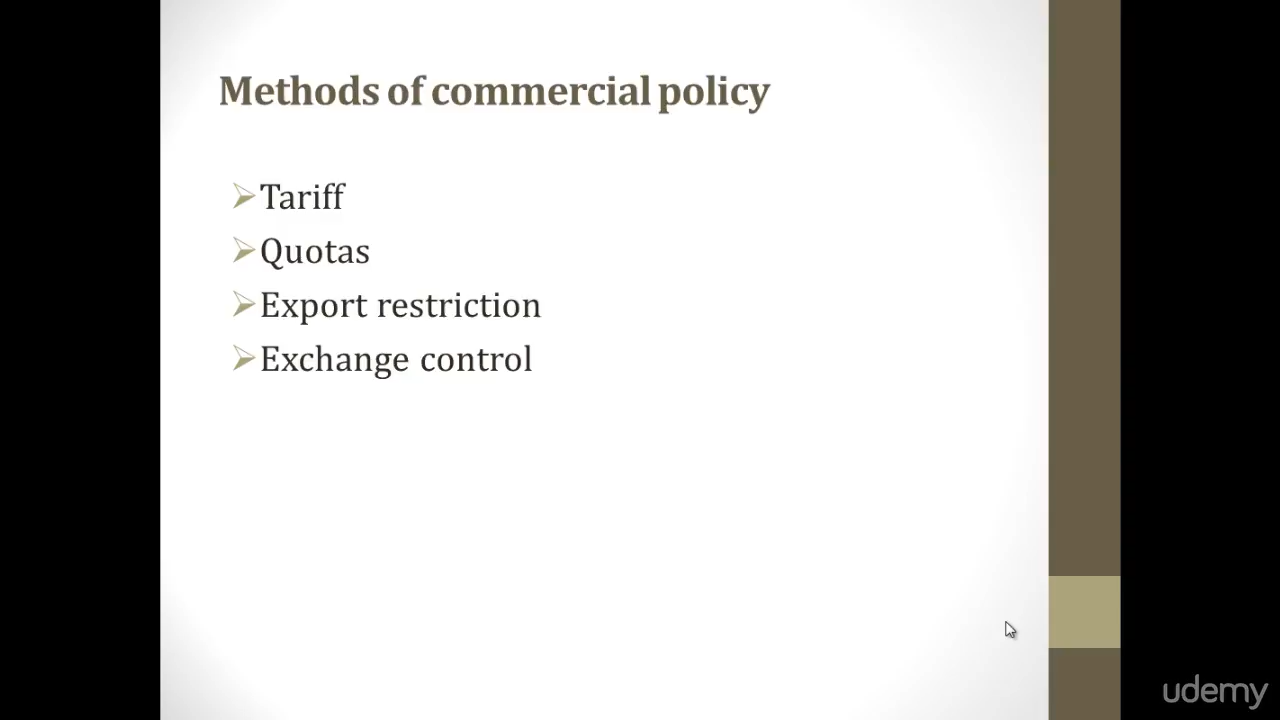 Methods of commercial policy
Tariff
Quotas
Export restriction
Exchange control
udemy